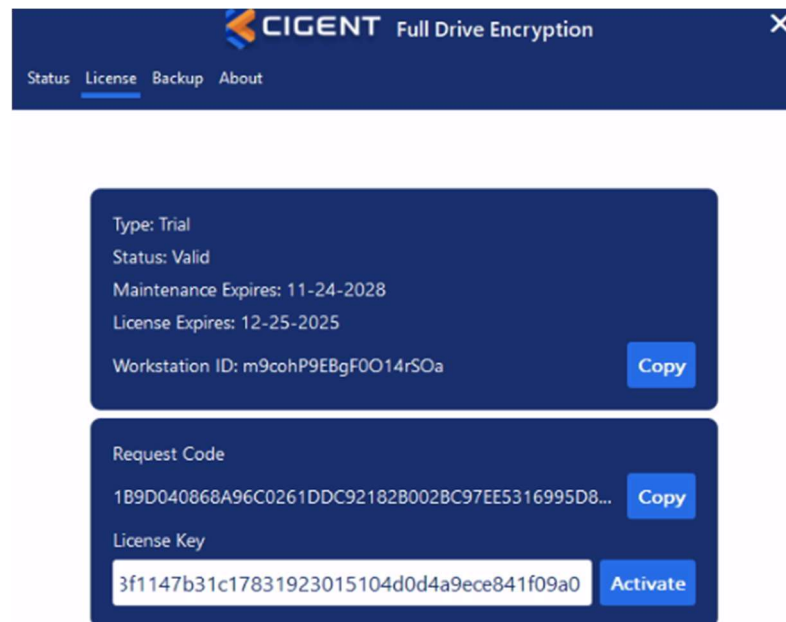 CIGENT Full Drive Encryption
Status License Backup About
Type: Trial
Status: Valid
Maintenance Expires: 11-24-2028
License Expires: 12-25-2025
Workstation ID: m9cohP9EBgF0O14rSOa
Copy
Request Code
1B9D040868A96C0261DDC92182B002BC97EE5316995D8...
Copy
License Key
3f1147b31c17831923015104d0d4a9ece841f09a0
Activate